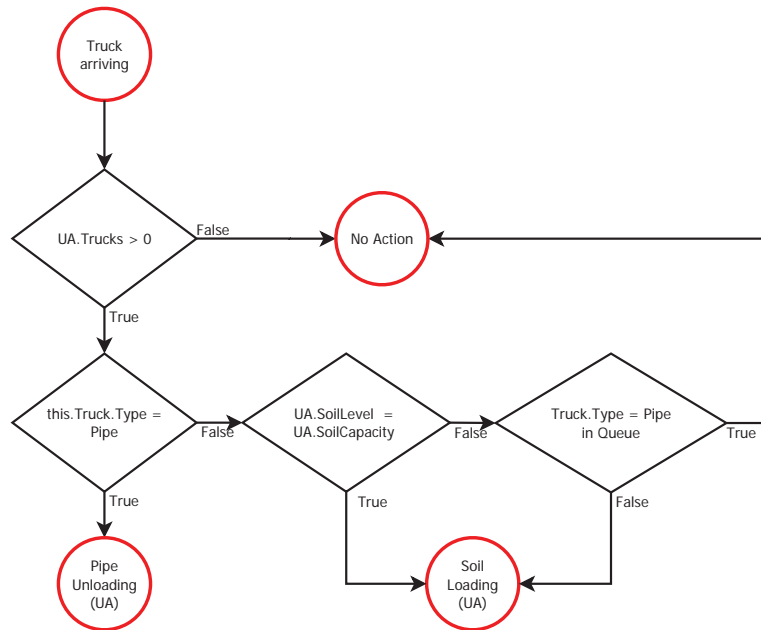 Truck
arriving
UA.Trucks > 0
False
No Action
True
this.Truck.Type =
Pipe
False
UA.SoilLevel =
UA.SoilCapacity
False
Truck.Type = Pipe
in Queue
True
True
True
False
Pipe
Unloading
(UA)
Soil
Loading
(UA)